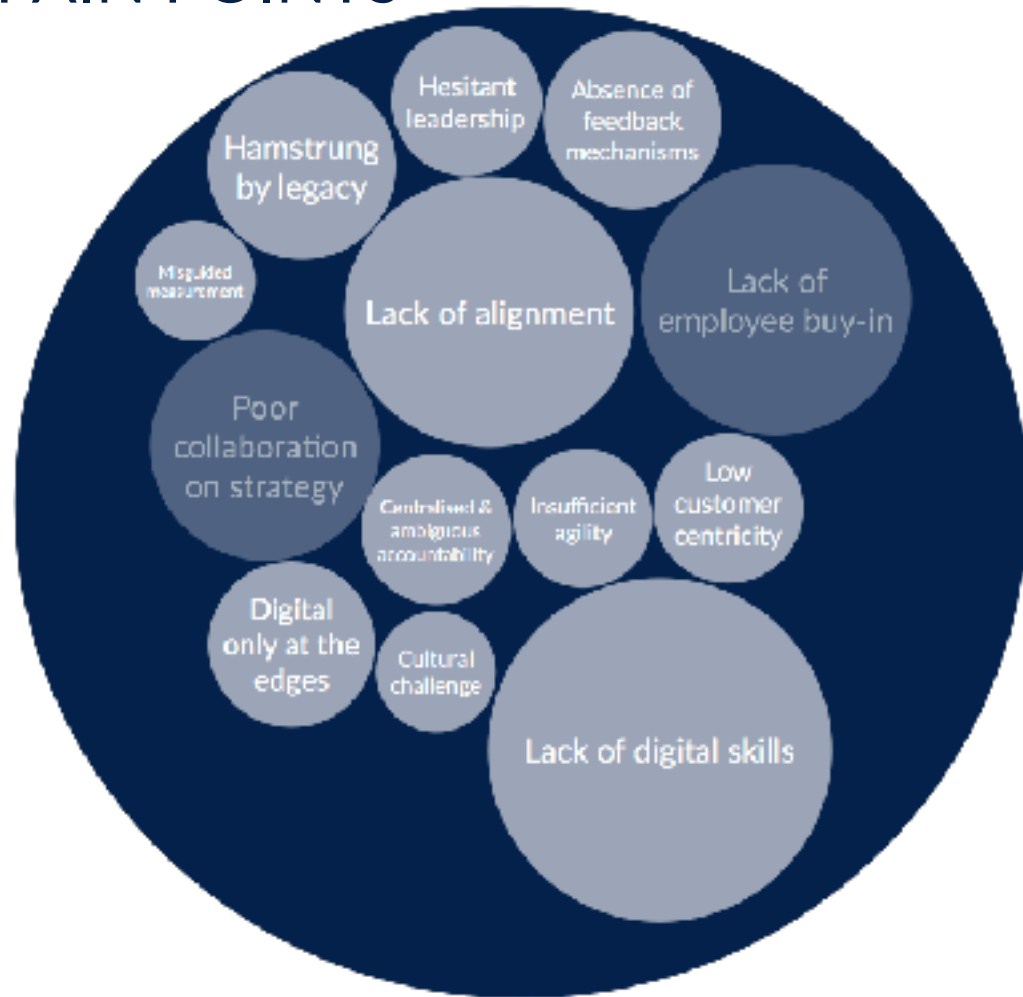 PAIN POINTS
Hesitant
leadership
Absence of
feedback
mechanisms
Hamstrung
by legacy
Misguided
measurement
Lack of alignment
Lack of
employee buy-in
Poor
collaboration
on strategy
Centralised &
ambiguous
accountability
Insufficient
agility
Low
customer
centricity
Digital
only at the
edges
Cultural
challenge
Lack of digital skills